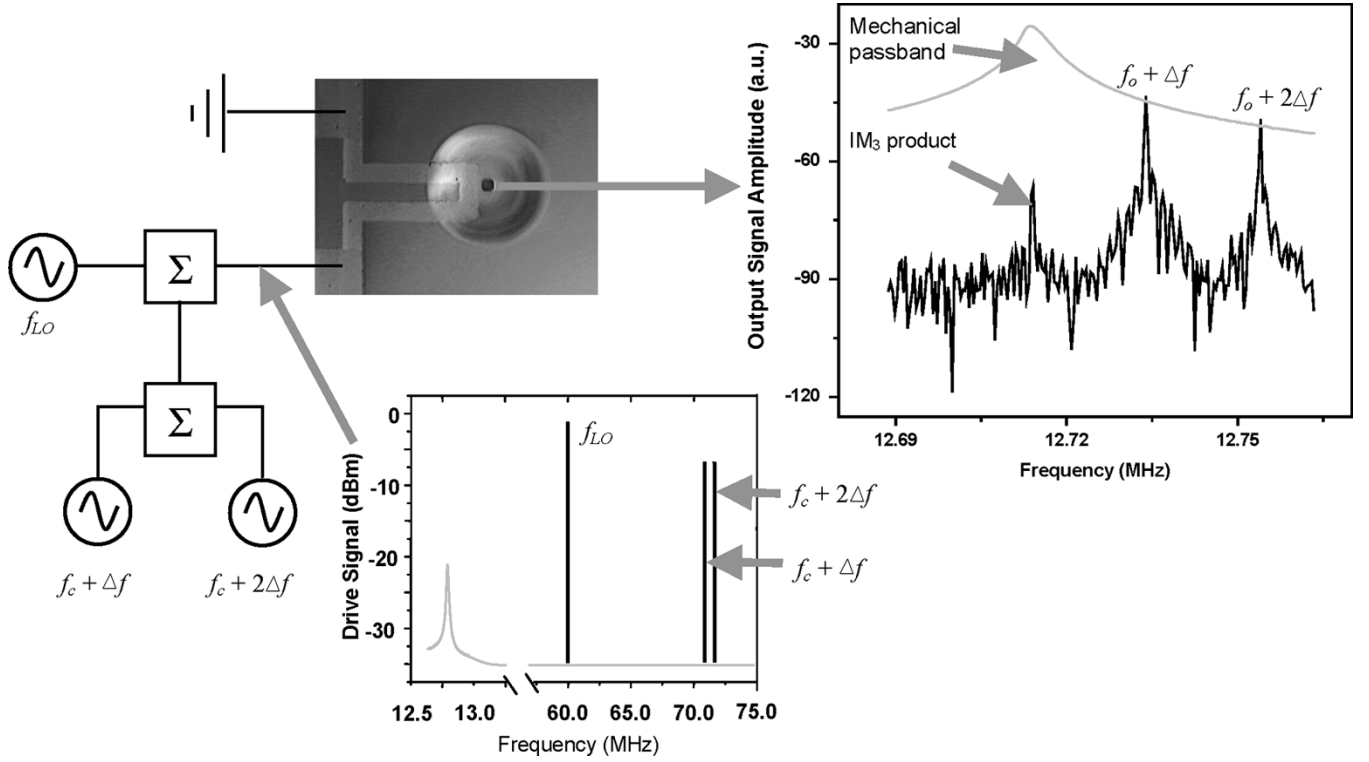 f_LO
Σ
Σ
f_c + Δf
f_c + 2Δf
Drive Signal (dBm)
0
-10
-20
-30
12.5
13.0
60.0
65.0
70.0
75.0
Frequency (MHz)
f_LO
f_c + 2Δf
f_c + Δf
Output Signal Amplitude (a.u.)
-30
-60
-90
-120
12.69
12.72
12.75
Frequency (MHz)
Mechanical
passband
f_o + Δf
f_o + 2Δf
IM₃ product